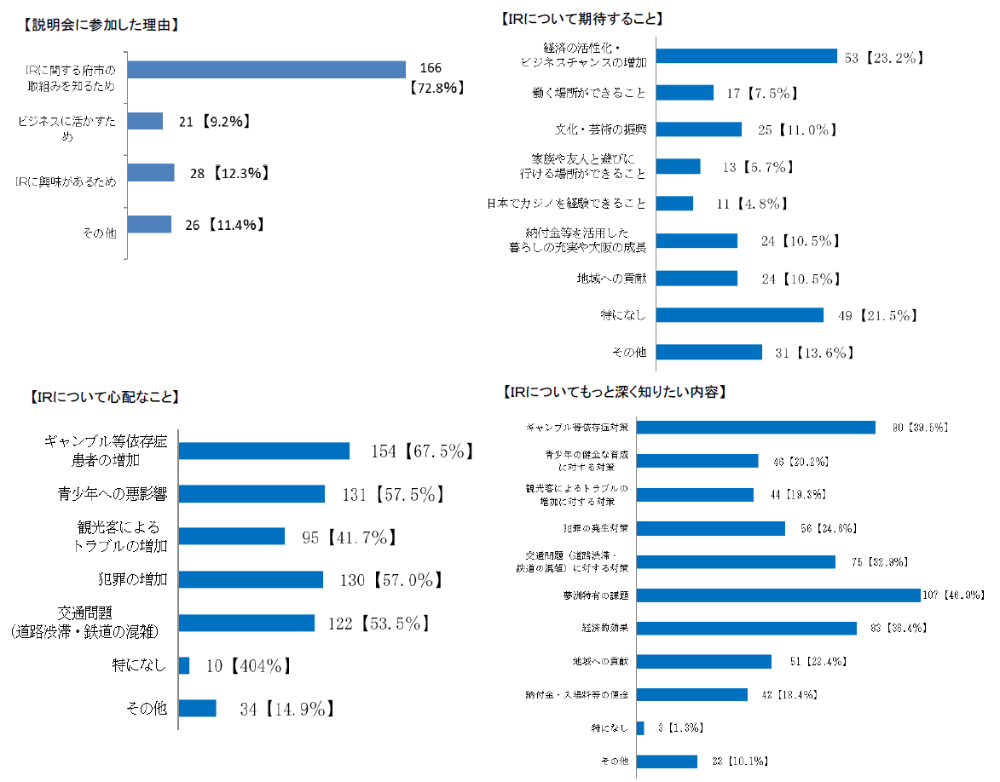 【説明会に参加した理由】
IRに関する府市の
取組みを知るため
166
【72.8%】
ビジネスに活かすた
め
21【9.2%】
IRに興味があるため
28【12.3%】
その他
26【11.4%】
【IRについて期待すること】
経済の活性化・
ビジネスチャンスの増加
53【23.2%】
働く場所ができること
17【7.5%】
文化・芸術の振興
25【11.0%】
家族や友人と遊びに
行ける場所ができること
13【5.7%】
日本でカジノを経験できること
11【4.8%】
納付金等を活用した
暮らしの充実や大阪の成長
24【10.5%】
地域への貢献
24【10.5%】
特になし
49【21.5%】
その他
31【13.6%】
【IRについて心配なこと】
ギャンブル等依存症
患者の増加
154【67.5%】
青少年への悪影響
131【57.5%】
観光客による
トラブルの増加
95【41.7%】
犯罪の増加
130【57.0%】
交通問題
（道路渋滞・鉄道の混雑）
122【53.5%】
特になし
10【404%】
その他
34【14.9%】
【IRについてもっと深く知りたい内容】
ギャンブル等依存症対策
90【39.5%】
青少年の健全な育成
に対する対策
46【20.2%】
観光客によるトラブルの
増加に対する対策
44【19.3%】
犯罪の発生対策
56【24.6%】
交通問題（道路渋滞・
鉄道の混雑）に対する対策
75【32.9%】
夢洲特有の課題
107【46.9%】
経済的効果
83【36.4%】
地域への貢献
51【22.4%】
納付金・入場料等の使途
42【18.4%】
特になし
3【1.3%】
その他
23【10.1%】